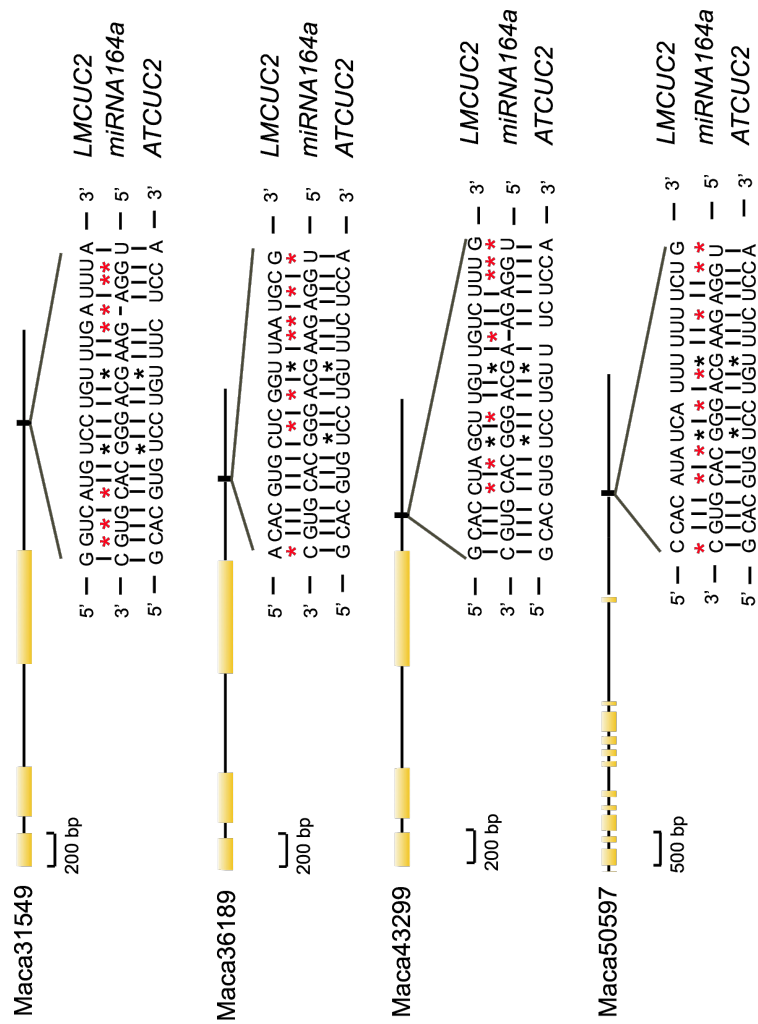 Maca31549
200 bp
5’ — G GUC AUG UCC UGU UUG A UUU A — 3’ LMCUC2
3’ — C GUG CAC GGG ACG AAG - AGG U — 5’ miRNA164a
5’ — G CAC GUG UCC UGU UUC UCC A — 3’ ATCUC2
Maca36189
200 bp
5’ — A CAC GUG CUC GGU UAA UGC G — 3’ LMCUC2
3’ — C GUG CAC GGG ACG AAG AGG U — 5’ miRNA164a
5’ — G CAC GUG UCC UGU UUC UCC A — 3’ ATCUC2
Maca43299
200 bp
5’ — G CAC CUA GCU UGU UGUC UUU G — 3’ LMCUC2
3’ — C GUG CAC GGG ACG A-AG AGG U — 5’ miRNA164a
5’ — G CAC GUG UCC UGU U UC UCC A — 3’ ATCUC2
Maca50597
500 bp
5’ — C CAC AUA UCA UUU UUU UCU G — 3’ LMCUC2
3’ — C GUG CAC GGG ACG AAG AGG U — 5’ miRNA164a
5’ — G CAC GUG UCC UGU UUC UCC A — 3’ ATCUC2